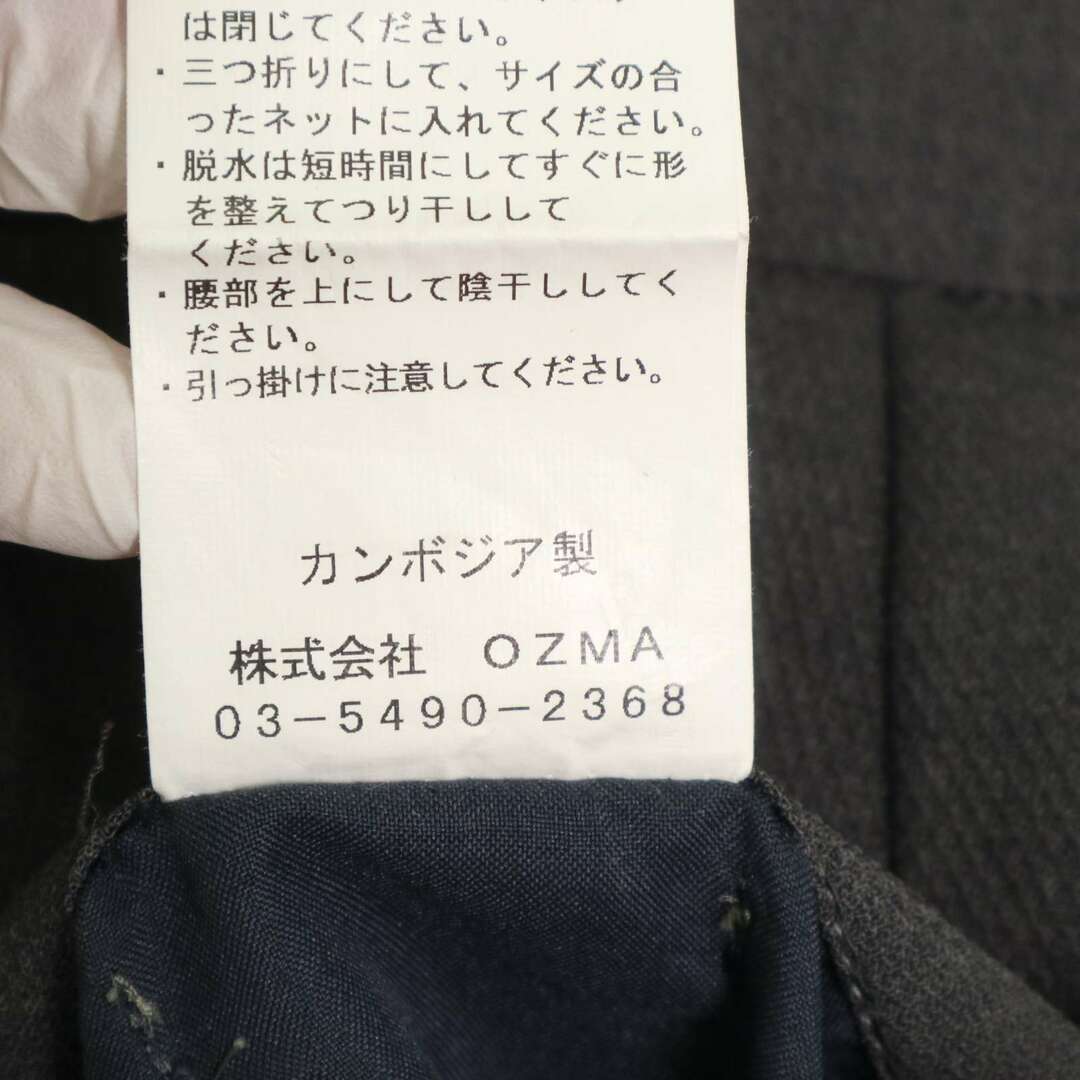 は閉じてください。
・三つ折りにして、サイズの合
ったネットに入れてください。
・脱水は短時間にしてすぐに形
を整えてつり干しして
ください。
・腰部を上にして陰干ししてく
ださい。
・引っ掛けに注意してください。
カンボジア製
株式会社 OZMA
03-5490-2368